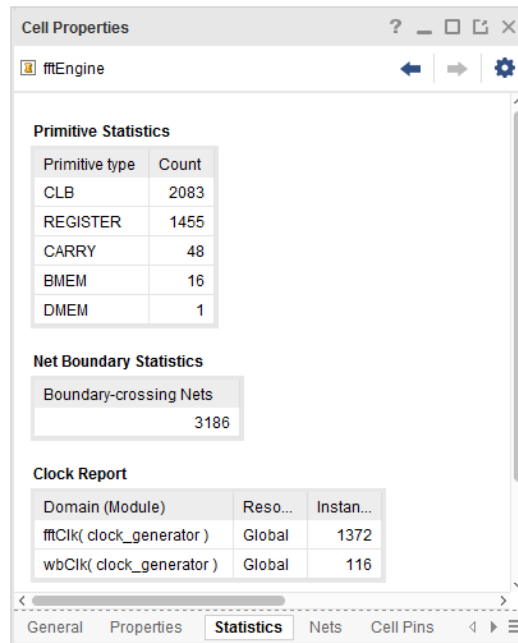 Cell Properties
fftEngine
Primitive Statistics
Primitive type Count
CLB 2083
REGISTER 1455
CARRY 48
BMEM 16
DMEM 1
Net Boundary Statistics
Boundary-crossing Nets
3186
Clock Report
Domain (Module) Reso... Instan...
fftClk( clock_generator ) Global 1372
wbClk( clock_generator ) Global 116
General Properties Statistics Nets Cell Pins